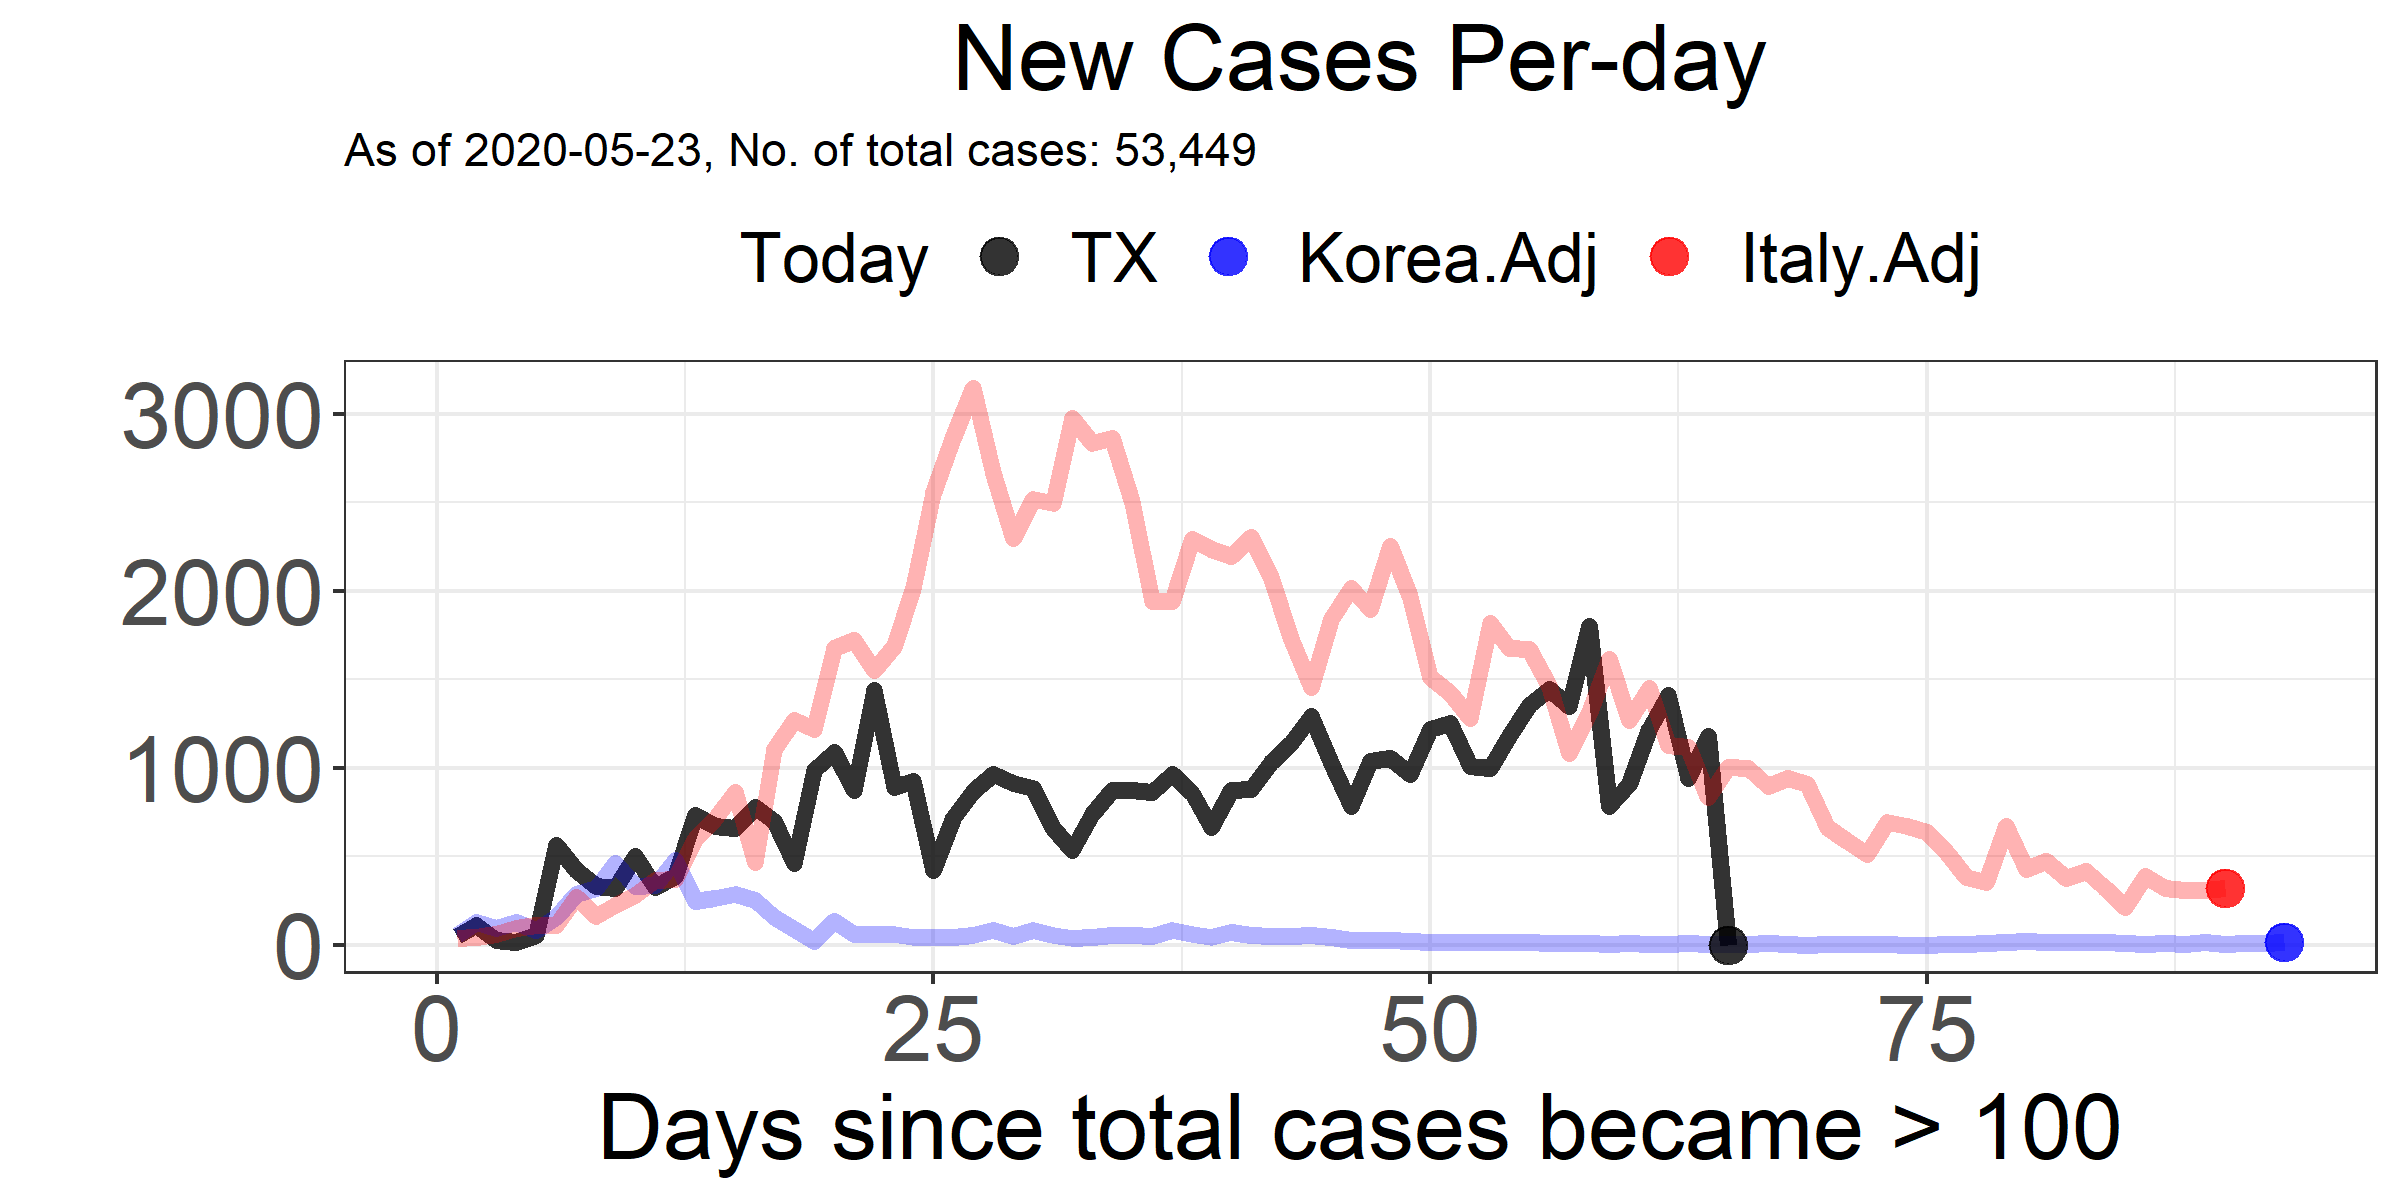 New Cases Per-day
As of 2020-05-23, No. of total cases: 53,449
Today TX Korea.Adj Italy.Adj
3000
2000
1000
0
0 25 50 75
Days since total cases became > 100